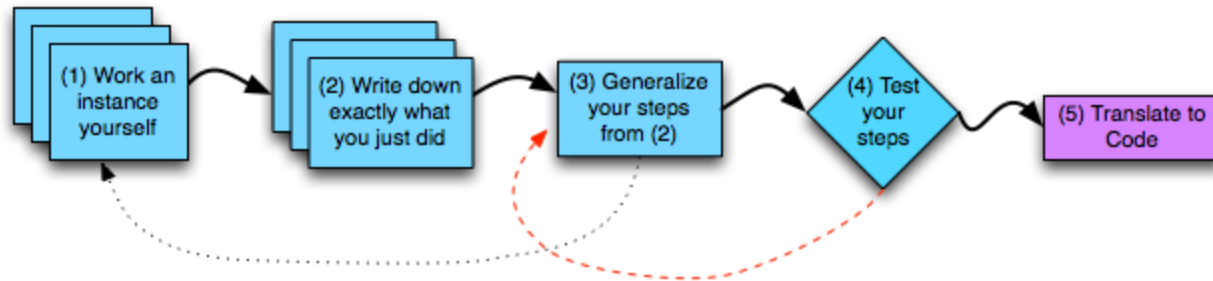 (1) Work an
instance
yourself
(2) Write down
exactly what
you just did
(3) Generalize
your steps
from (2)
(4) Test
your
steps
(5) Translate to
Code